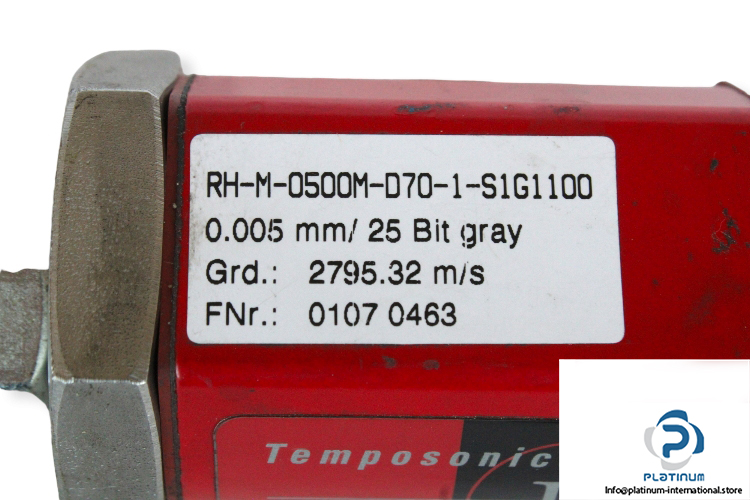 RH-M-0500M-D70-1-S1G1100
0.005 mm/ 25 Bit gray
Grd.: 2795.32 m/s
FNr.: 0107 0463
Temposonic
PLATINUM
Info@platinum-international.store